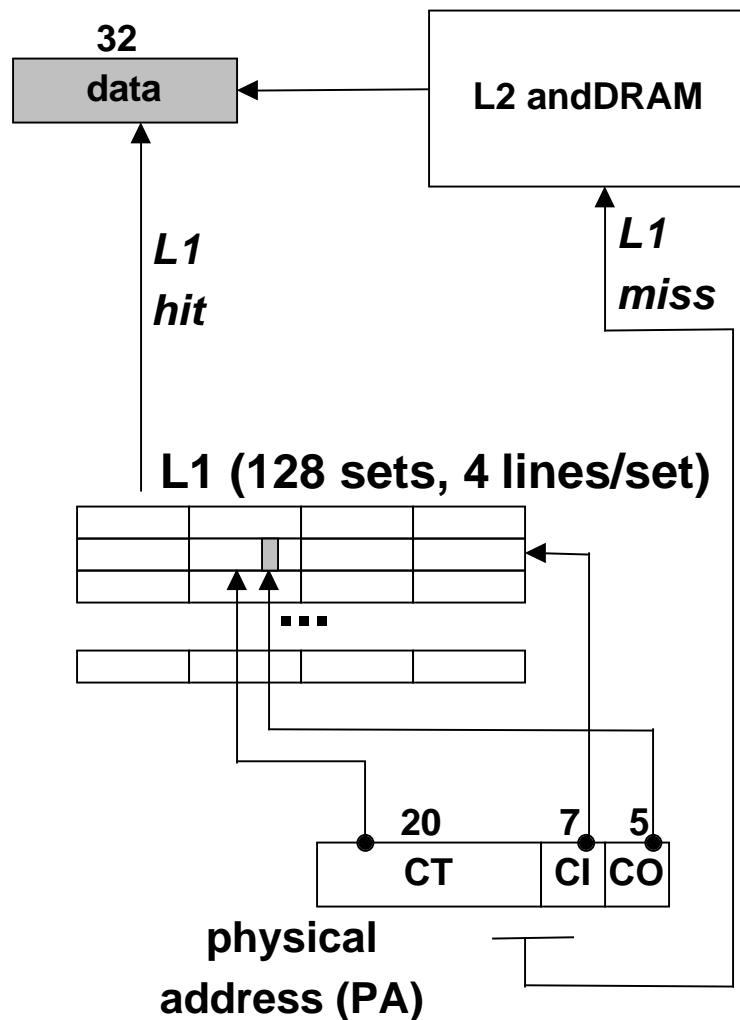 32
data
L2 andDRAM
L1
hit
L1
miss
L1 (128 sets, 4 lines/set)
...
20
7
5
CT
CI
CO
physical
address (PA)